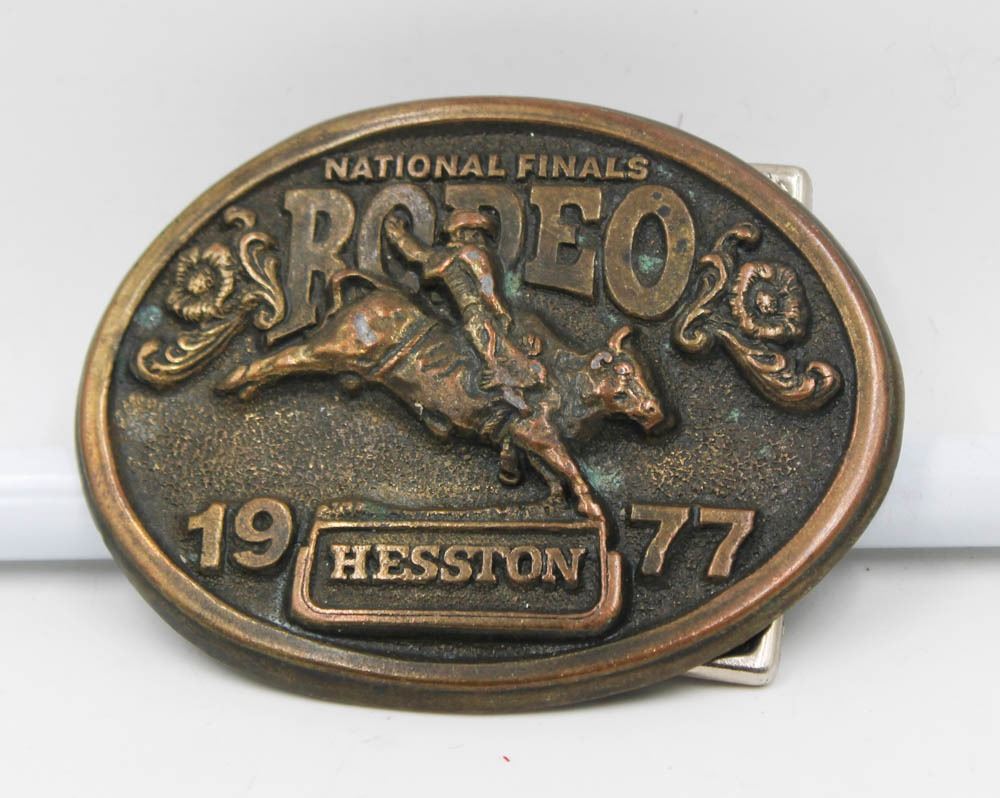 NATIONAL FINALS
RODEO
19 77
HESSTON